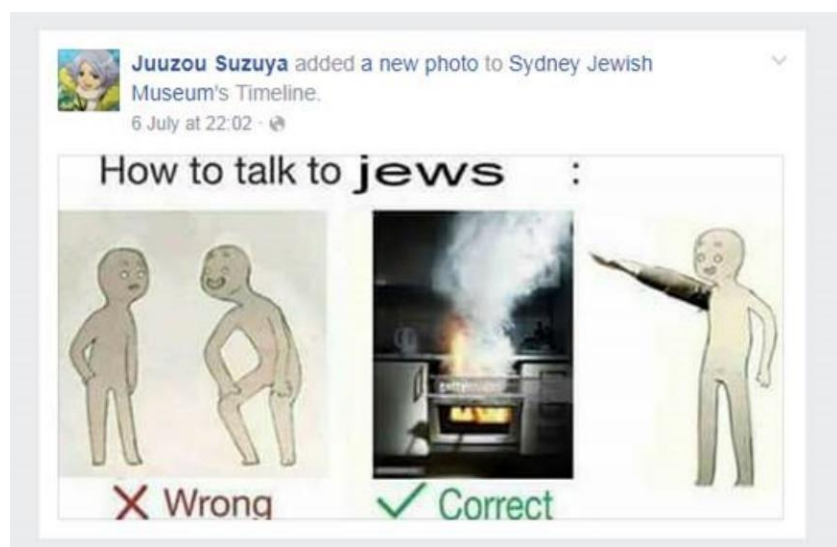 Juuzou Suzuya added a new photo to Sydney Jewish
Museum's Timeline.
6 July at 22:02 ·
How to talk to jews :
Wrong
Correct